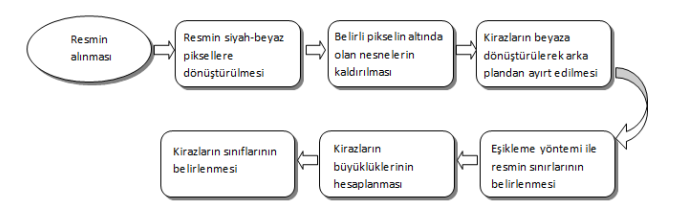 Resmin
alınması
Resmin siyah-beyaz
piksellere
dönüştürülmesi
Belirli pikselin altında
olan nesnelerin
kaldırılması
Kirazların beyaza
dönüştürülerek arka
plandan ayırt edilmesi
Eşikleme yöntemi ile
resmin sınırlarının
belirlenmesi
Kirazların
büyüklüklerinin
hesaplanması
Kirazların sınıflarının
belirlenmesi